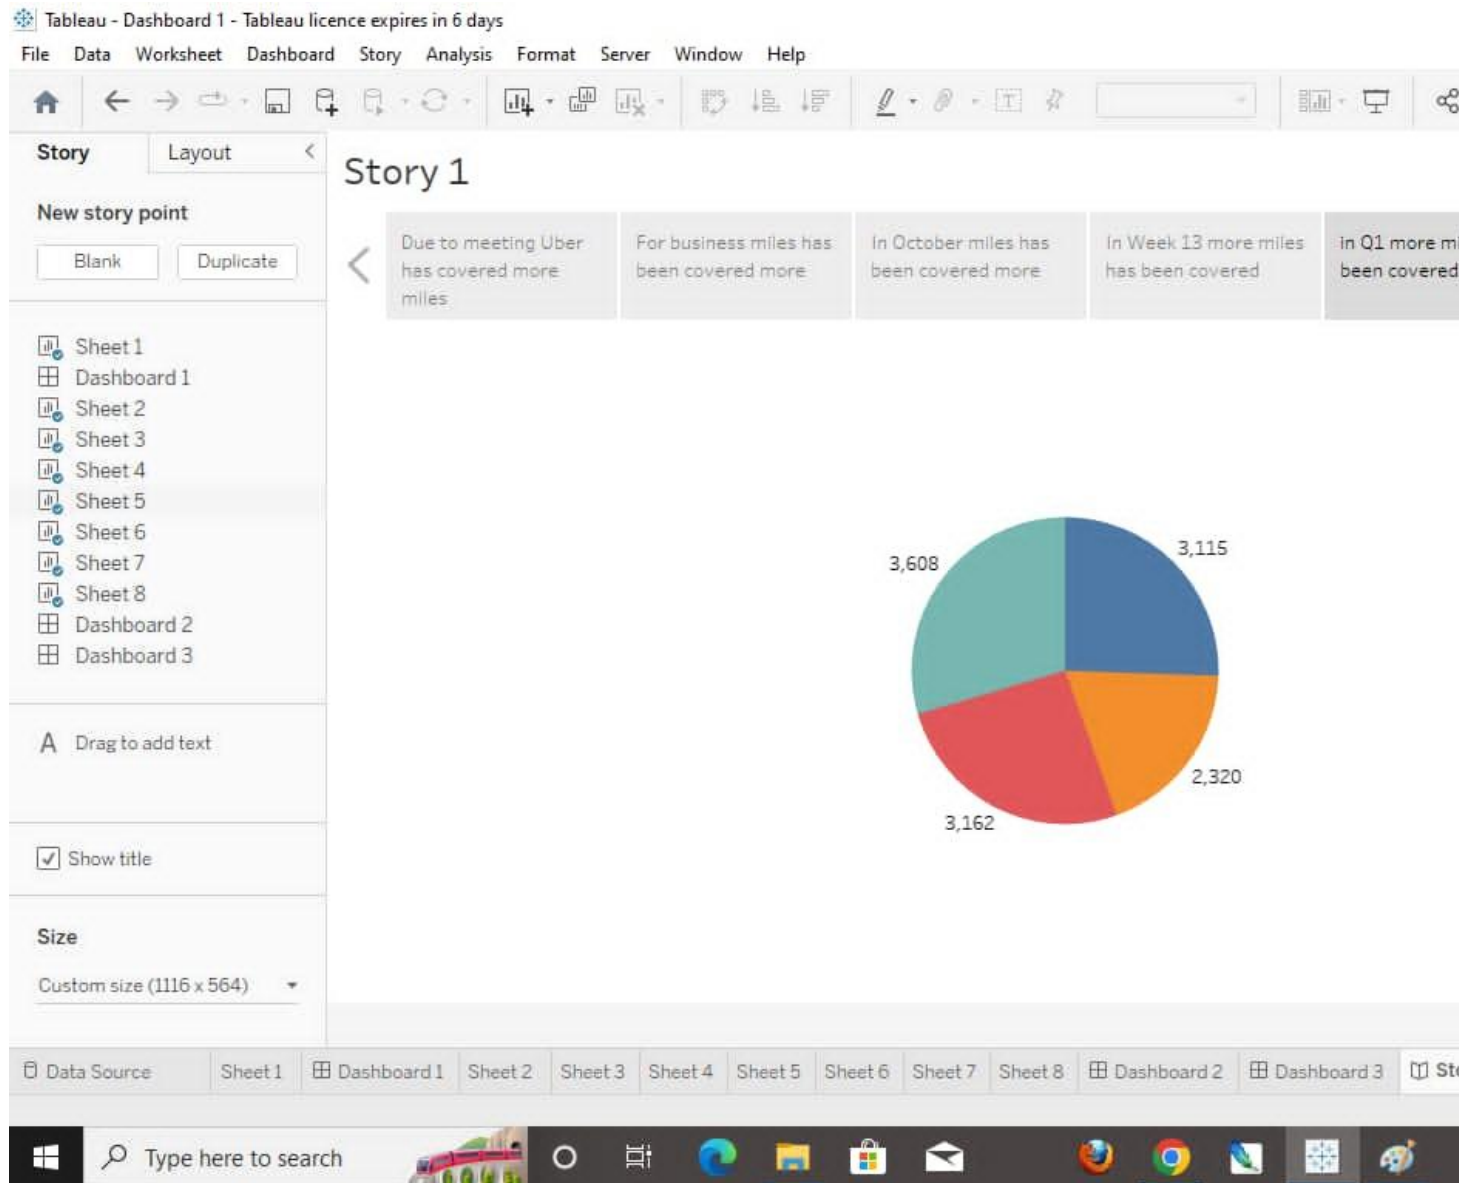 Tableau - Dashboard 1 - Tableau licence expires in 6 days
File Data Worksheet Dashboard Story Analysis Format Server Window Help
Story Layout
Story 1
New story point
Blank Duplicate
Due to meeting Uber
has covered more
miles
For business miles has
been covered more
In October miles has
been covered more
In Week 13 more miles
has been covered
in Q1 more mi
been covered
Sheet 1
Dashboard 1
Sheet 2
Sheet 3
Sheet 4
Sheet 5
Sheet 6
Sheet 7
Sheet 8
Dashboard 2
Dashboard 3
A Drag to add text
Show title
Size
Custom size (1116 x 564)
3,608
3,115
2,320
3,162
Data Source Sheet 1 Dashboard 1 Sheet 2 Sheet 3 Sheet 4 Sheet 5 Sheet 6 Sheet 7 Sheet 8 Dashboard 2 Dashboard 3 Sto
Type here to search